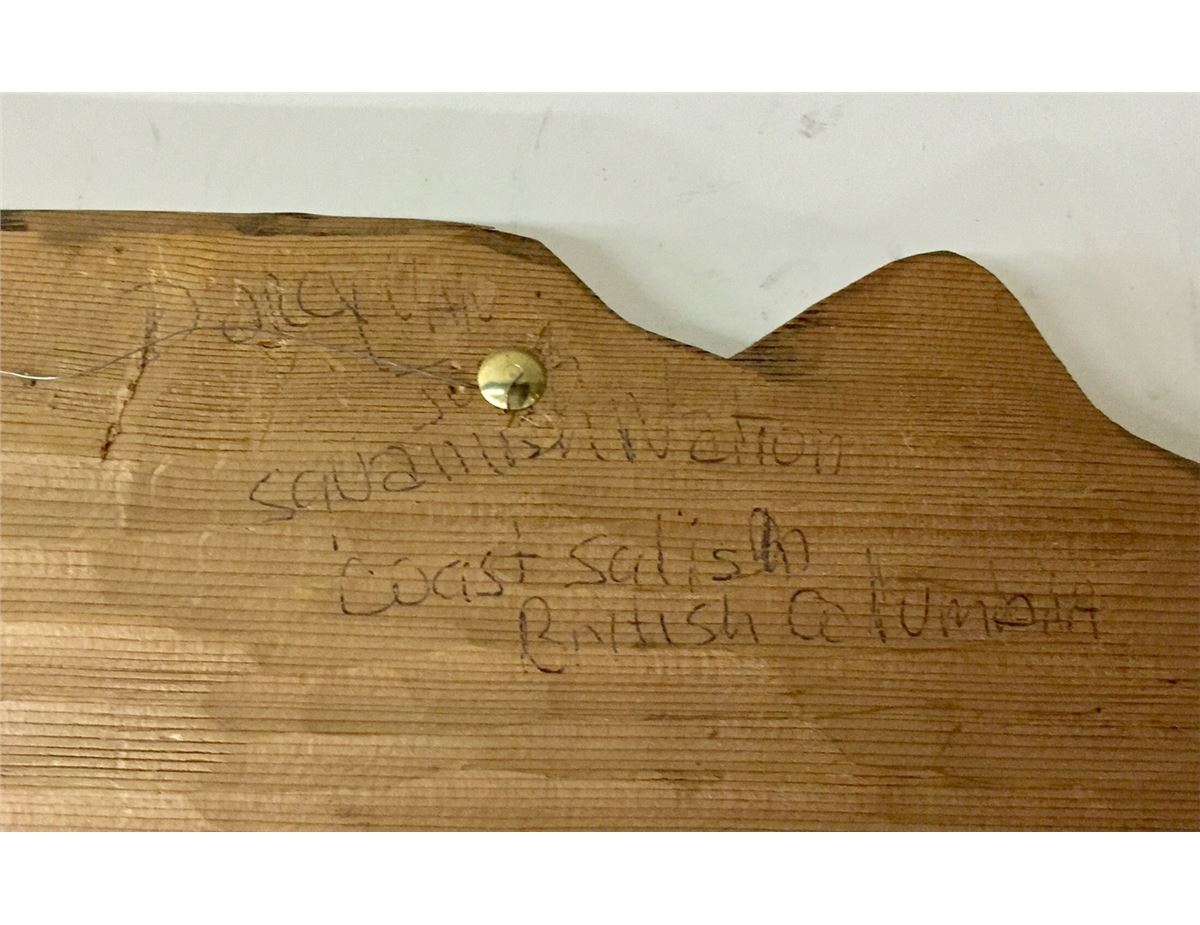 Squamish Nation
Coast Salish
British Columbia